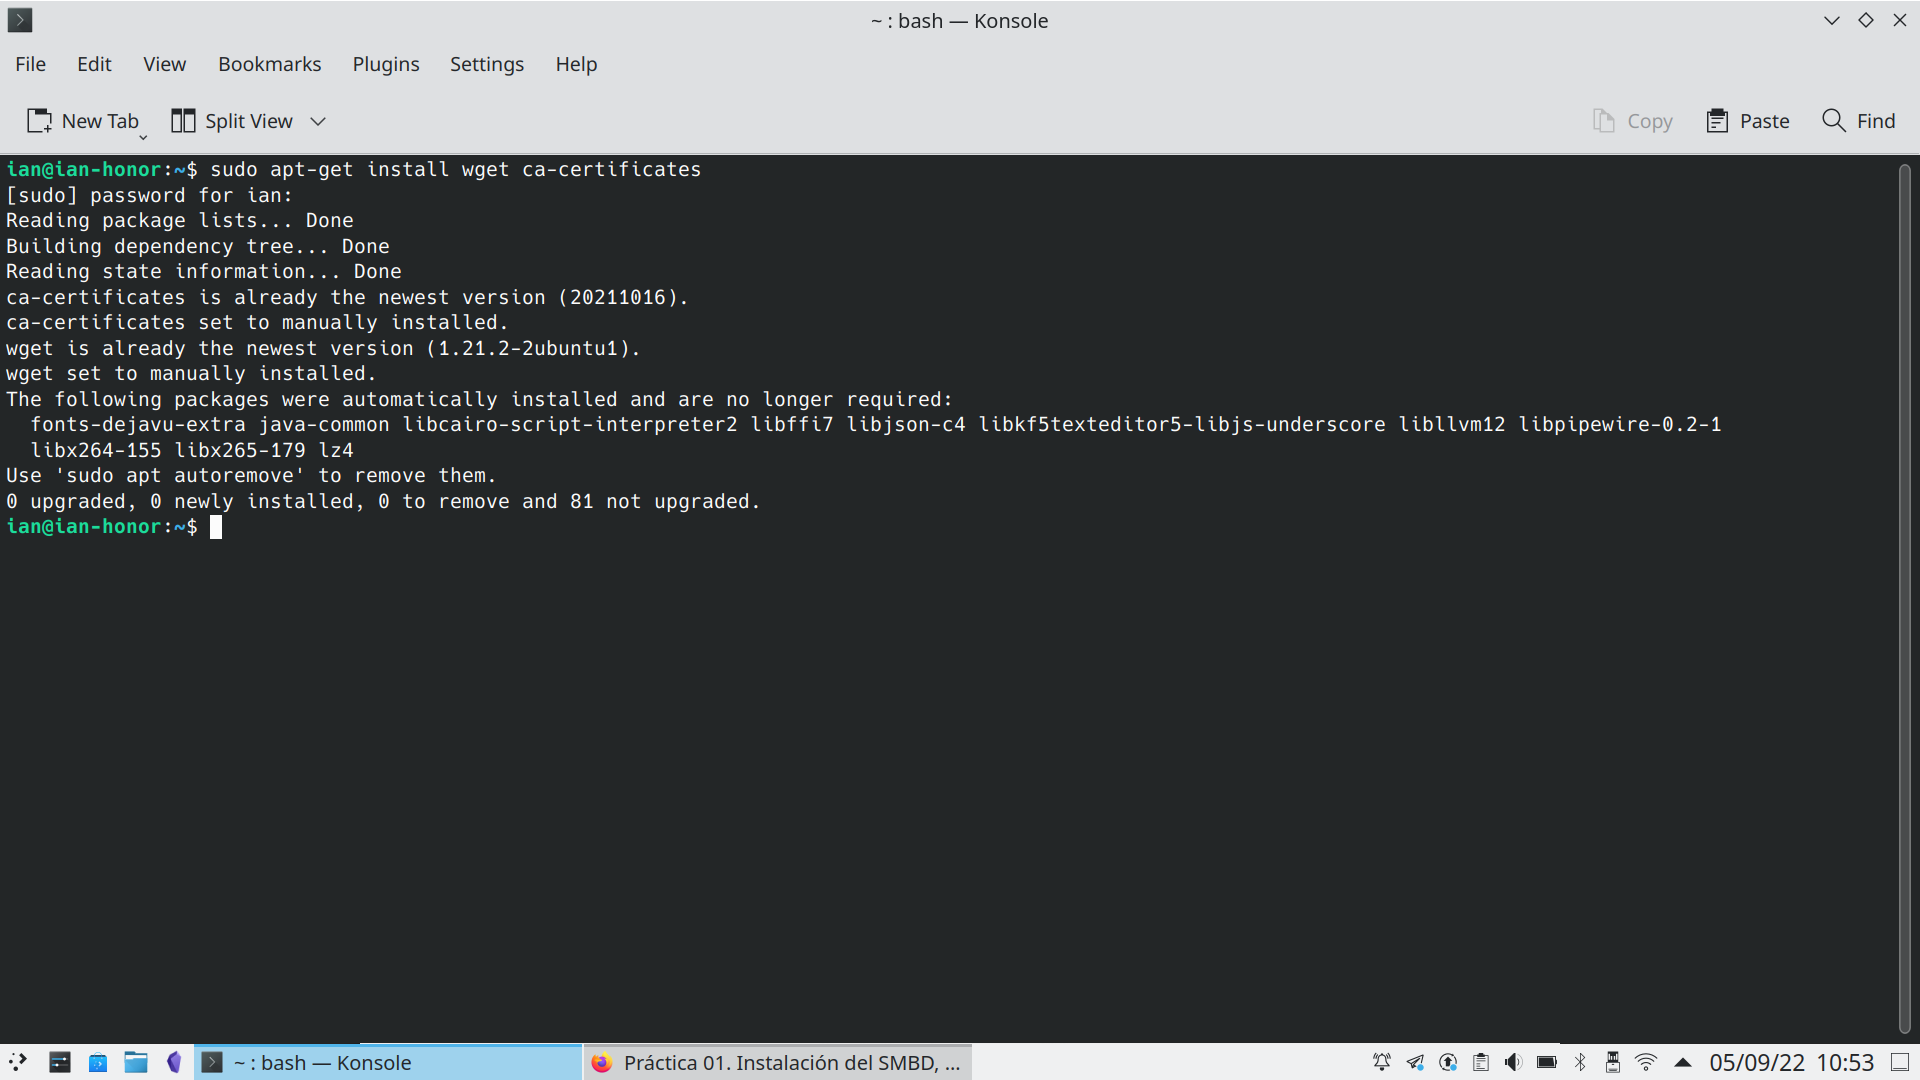 ~ : bash — Konsole
File Edit View Bookmarks Plugins Settings Help
New Tab Split View Copy Paste Find
ian@ian-honor:~$ sudo apt-get install wget ca-certificates
[sudo] password for ian:
Reading package lists... Done
Building dependency tree... Done
Reading state information... Done
ca-certificates is already the newest version (20211016).
ca-certificates set to manually installed.
wget is already the newest version (1.21.2-2ubuntu1).
wget set to manually installed.
The following packages were automatically installed and are no longer required:
  fonts-dejavu-extra java-common libcairo-script-interpreter2 libffi7 libjson-c4 libkf5texteditor5-libjs-underscore libllvm12 libpipewire-0.2-1
  libx264-155 libx265-179 lz4
Use 'sudo apt autoremove' to remove them.
0 upgraded, 0 newly installed, 0 to remove and 81 not upgraded.
ian@ian-honor:~$
~ : bash — Konsole Práctica 01. Instalación del SMBD, ... 05/09/22 10:53